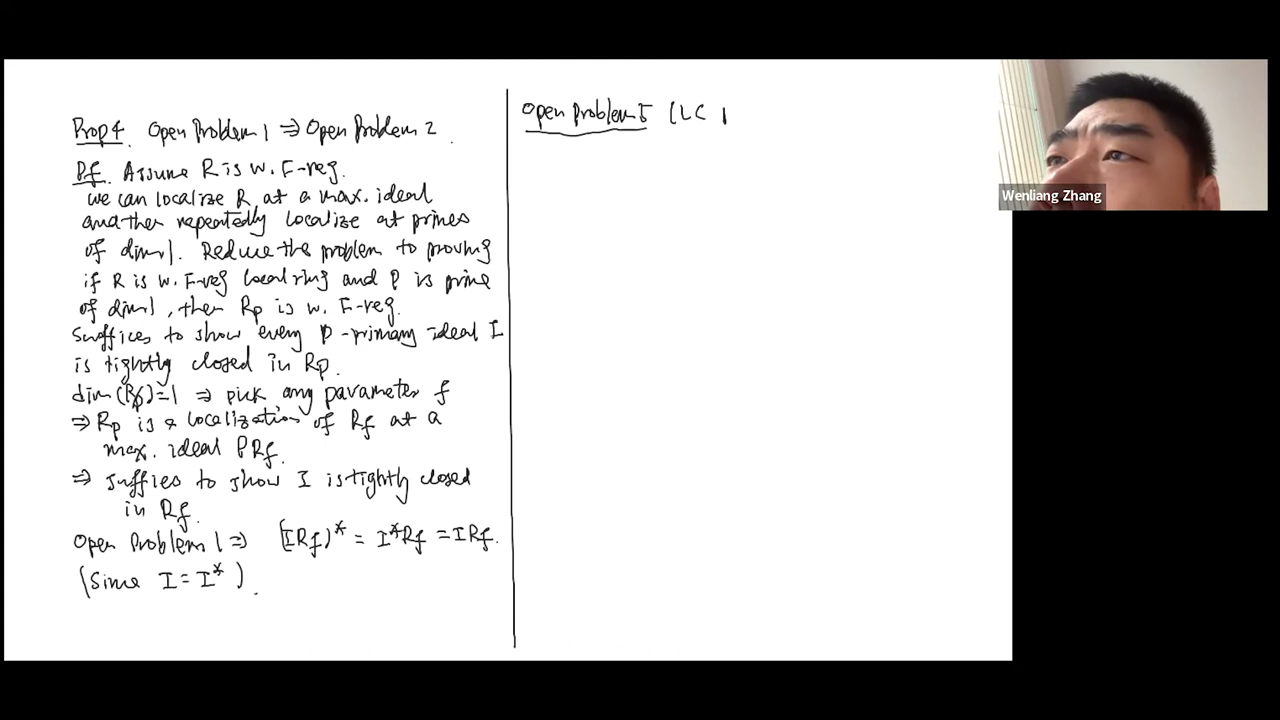 Prop 4. Open Problem 1 ⇒ Open Problem 2.
Pf. Assume R is w. F-reg.
we can localize R at a max. ideal
and then repeatedly localize at primes
of dim 1. Reduce the problem to proving
if R is w. F-reg local ring and P is prime
of dim 1, then Rp is w. F-reg.
Suffices to show every P-primary ideal I
is tightly closed in Rp.
dim(R/p)=1 ⇒ pick any parameter f
⇒ Rp is a localization of Rf at a
max. ideal PRf.
⇒ suffies to show I is tightly closed
in Rf.
Open Problem 1 ⇒ (IRf)* = I*Rf = IRf.
(Since I = I*).
Open Problem 5 (LC
Wenliang Zhang